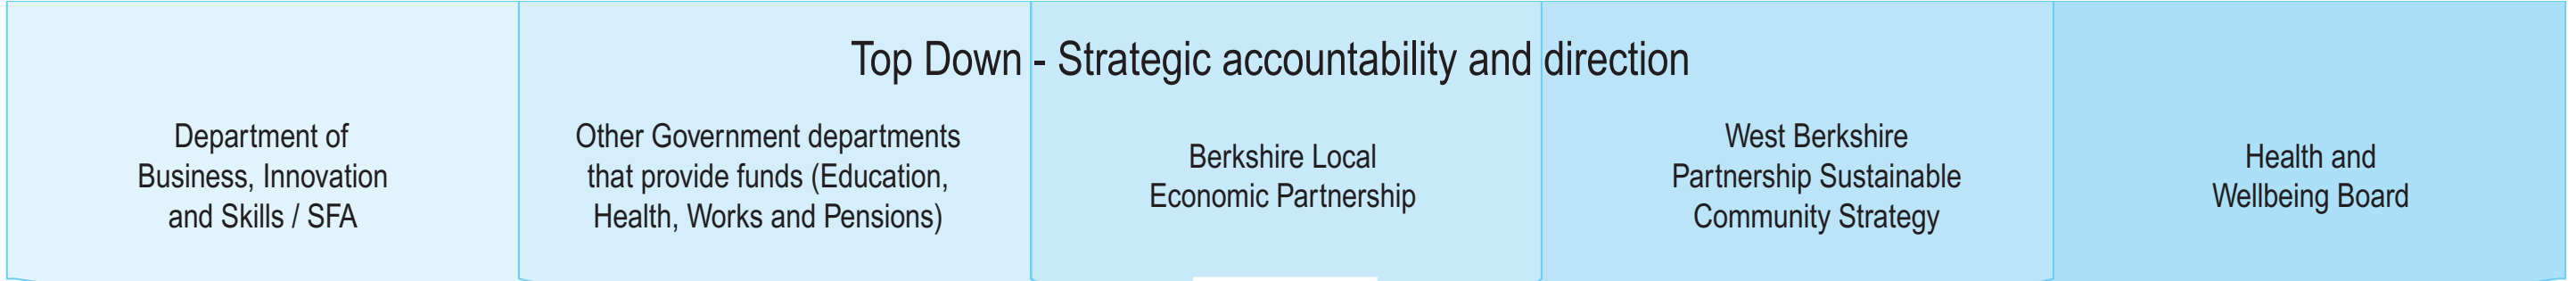 Top Down - Strategic accountability and direction
Department of
Business, Innovation
and Skills / SFA
Other Government departments
that provide funds (Education,
Health, Works and Pensions)
Berkshire Local
Economic Partnership
West Berkshire
Partnership Sustainable
Community Strategy
Health and
Wellbeing Board